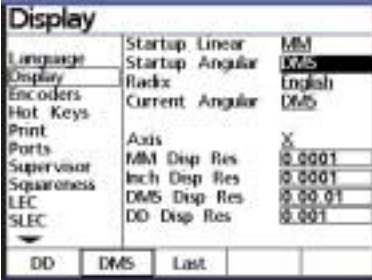 Display
Language
Display
Encoders
Hot Keys
Print
Ports
Supervisor
Squareness
LEC
SLEC
Startup Linear MM
Startup Angular DMS
Radix English
Current Angular DMS
Axis X
MM Disp Res 0.0001
Inch Disp Res 0.0001
DMS Disp Res 0.00.01
DD Disp Res 0.001
DD DMS Last